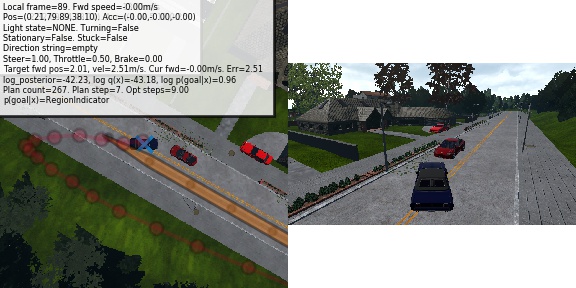 Local frame=89. Fwd speed=-0.00m/s
Pos=(0.21,79.89,38.10). Acc=(-0.00,-0.00,-0.00)
Light state=NONE. Turning=False
Stationary=False. Stuck=False
Direction string=empty
Steer=1.00, Throttle=0.50, Brake=0.00
Target fwd pos=2.01, vel=2.51m/s. Cur fwd=-0.00m/s. Err=2.51
log_posterior=-42.23, log q(x)=-43.18, log p(goal|x)=0.96
Plan count=267. Plan step=7. Opt steps=9.00
p(goal|x)=RegionIndicator